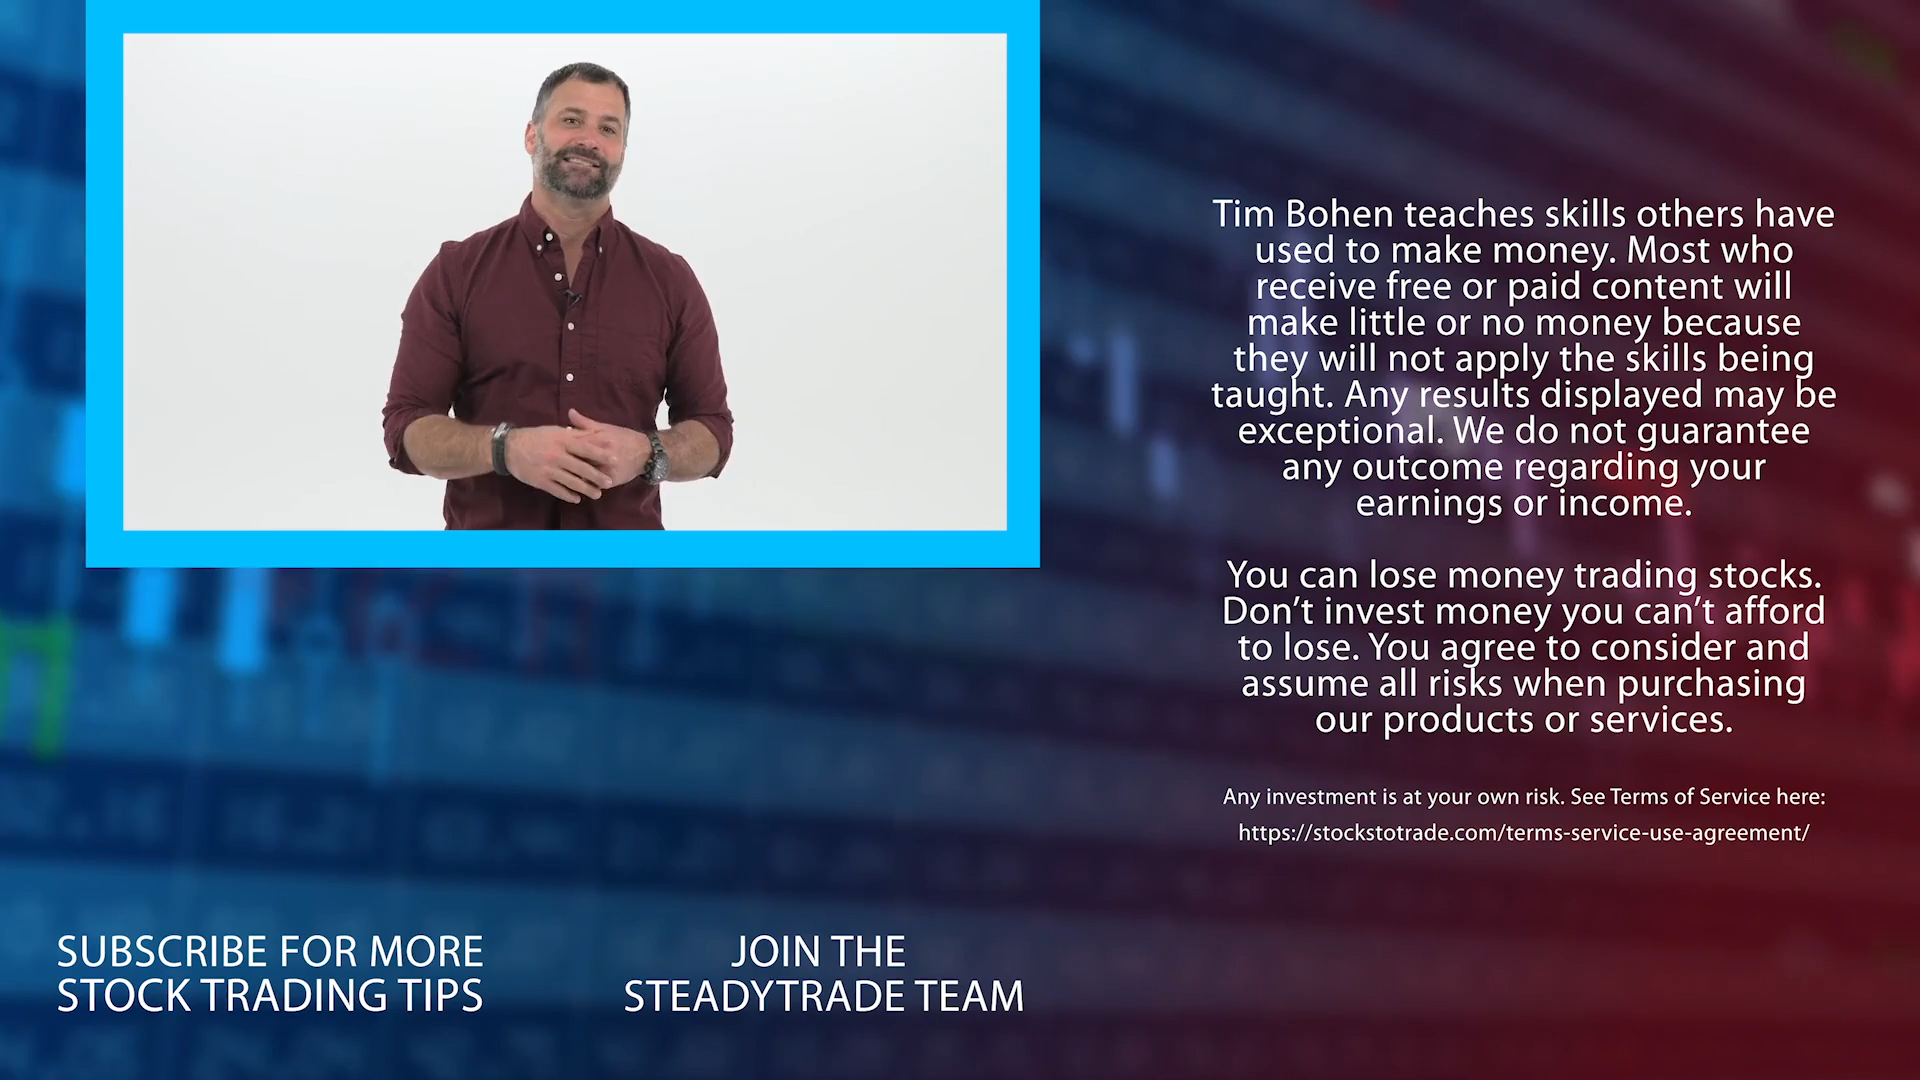 Tim Bohen teaches skills others have
used to make money. Most who
receive free or paid content will
make little or no money because
they will not apply the skills being
taught. Any results displayed may be
exceptional. We do not guarantee
any outcome regarding your
earnings or income.
You can lose money trading stocks.
Don’t invest money you can’t afford
to lose. You agree to consider and
assume all risks when purchasing
our products or services.
Any investment is at your own risk. See Terms of Service here:
https://stockstotrade.com/terms-service-use-agreement/
SUBSCRIBE FOR MORE
STOCK TRADING TIPS
JOIN THE
STEADYTRADE TEAM